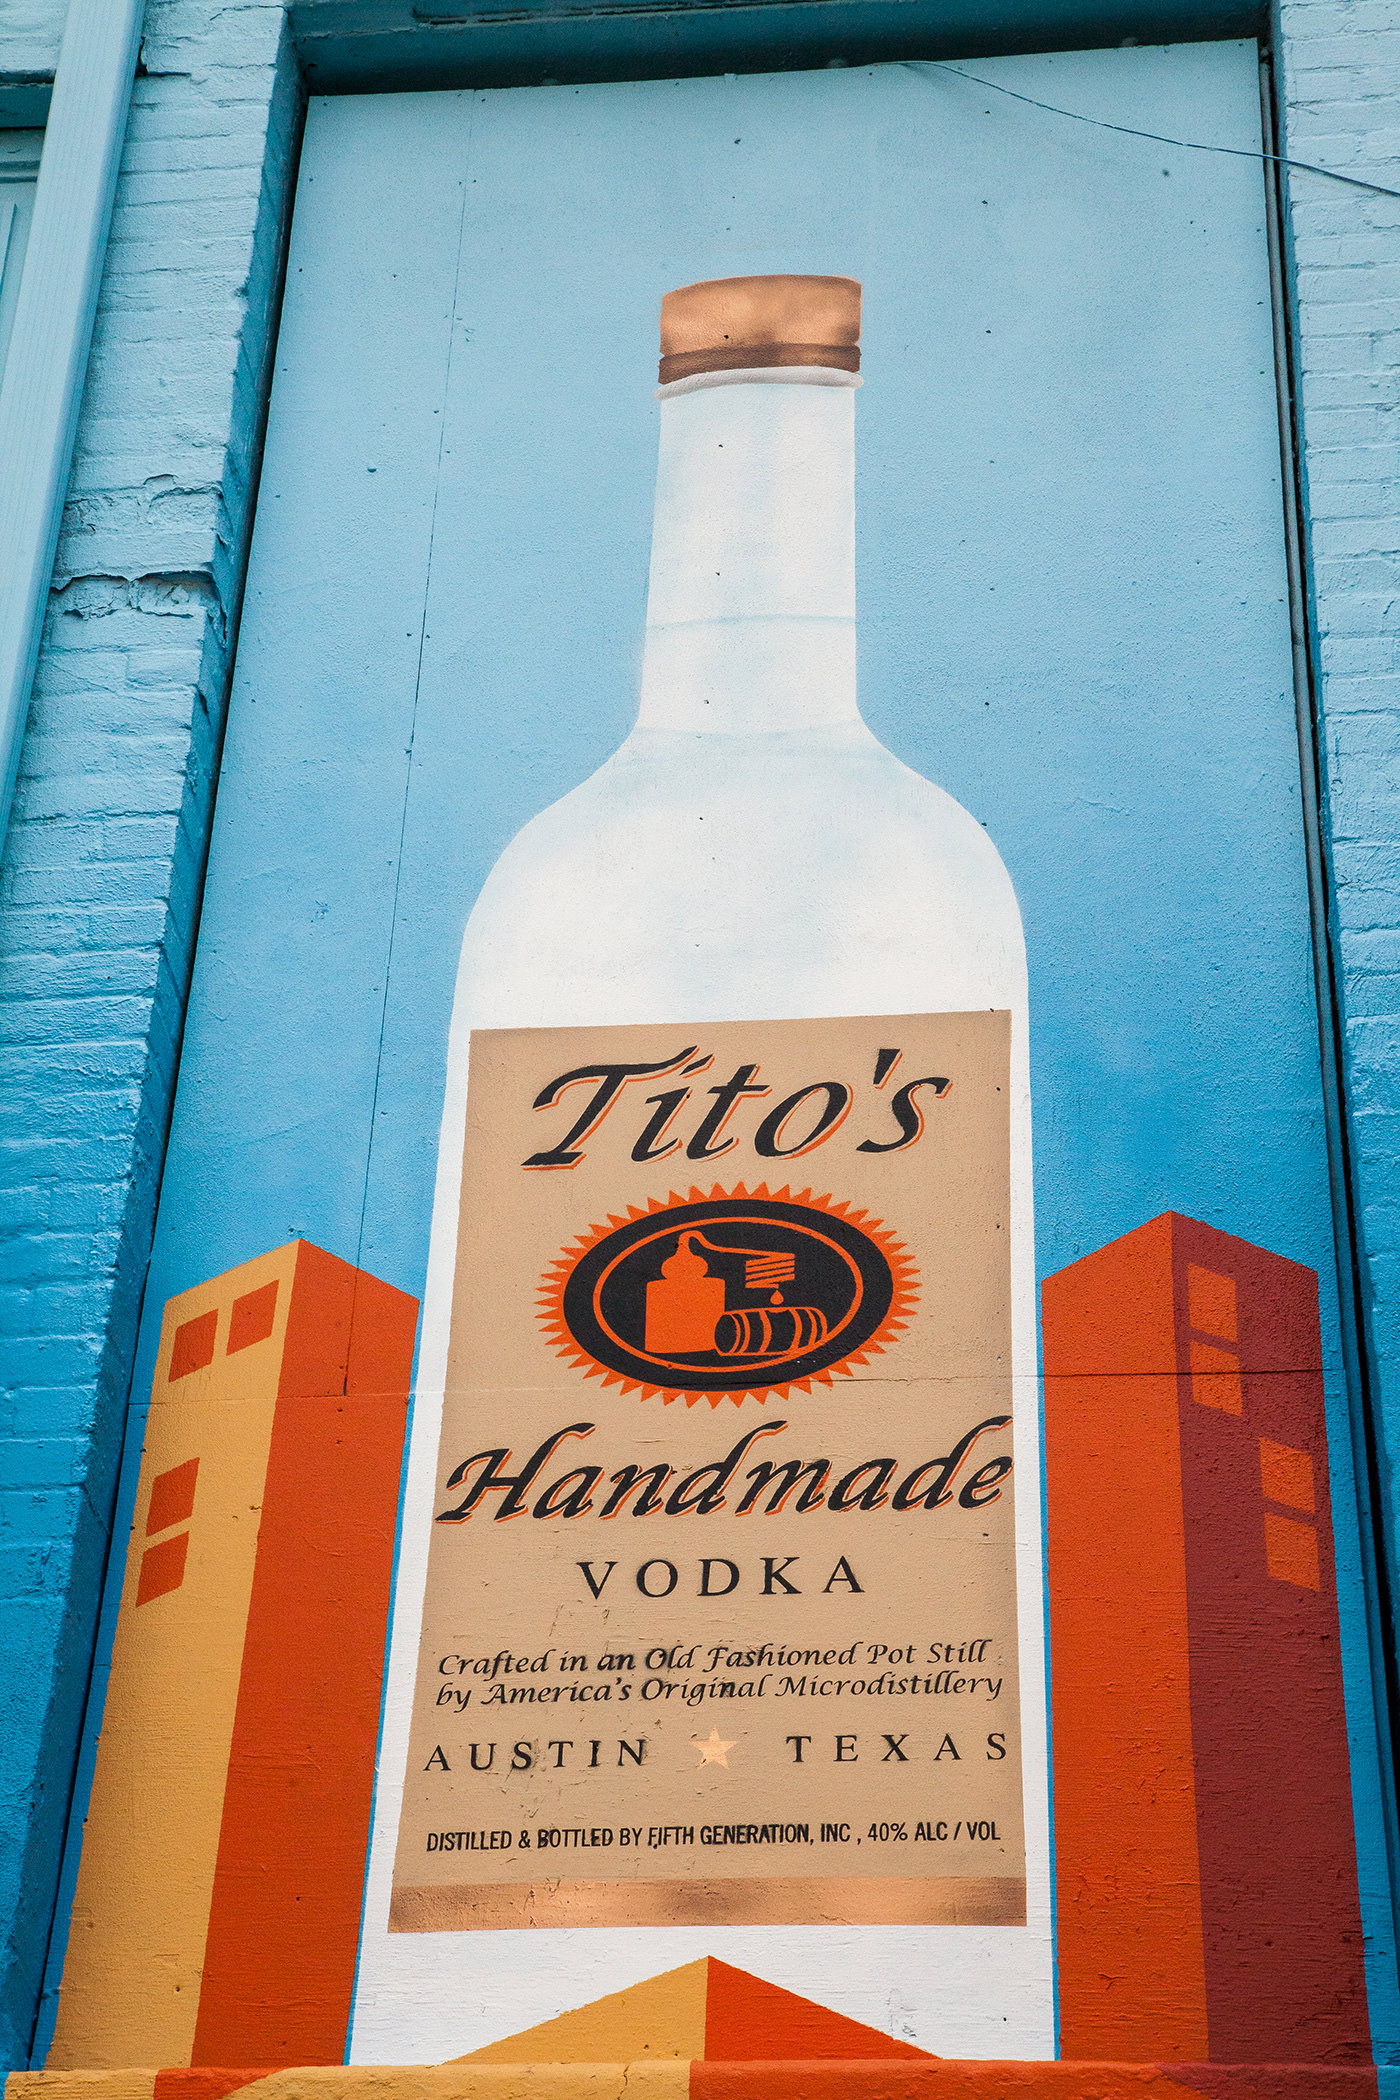 Tito's
Handmade
VODKA
Crafted in an Old Fashioned Pot Still
by America's Original Microdistillery
AUSTIN TEXAS
DISTILLED & BOTTLED BY FIFTH GENERATION, INC , 40% ALC / VOL